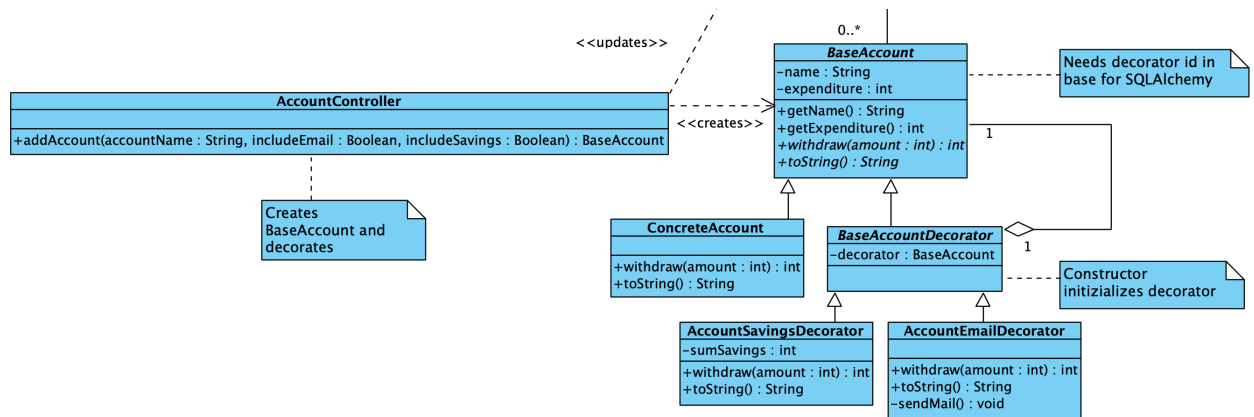 0..*
<<updates>>
BaseAccount
-name : String
-expenditure : int
+getName() : String
+getExpenditure() : int
+withdraw(amount : int) : int
+toString() : String
Needs decorator id in
base for SQLAlchemy
AccountController
+addAccount(accountName : String, includeEmail : Boolean, includeSavings : Boolean) : BaseAccount
<<creates>>
1
Creates
BaseAccount and
decorates
ConcreteAccount
+withdraw(amount : int) : int
+toString() : String
BaseAccountDecorator
-decorator : BaseAccount
1
Constructor
initizializes decorator
AccountSavingsDecorator
-sumSavings : int
+withdraw(amount : int) : int
+toString() : String
AccountEmailDecorator
+withdraw(amount : int) : int
+toString() : String
-sendMail() : void